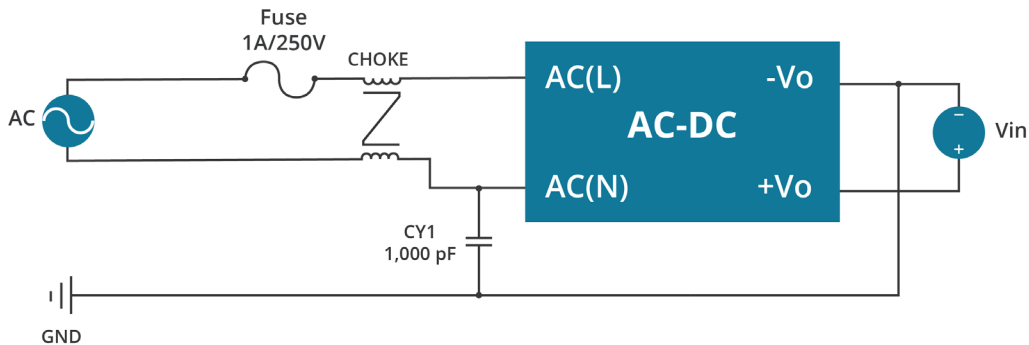 Fuse
1A/250V
CHOKE
AC
AC(L)
-Vo
AC-DC
−
Vin
+
AC(N)
+Vo
CY1
1,000 pF
GND